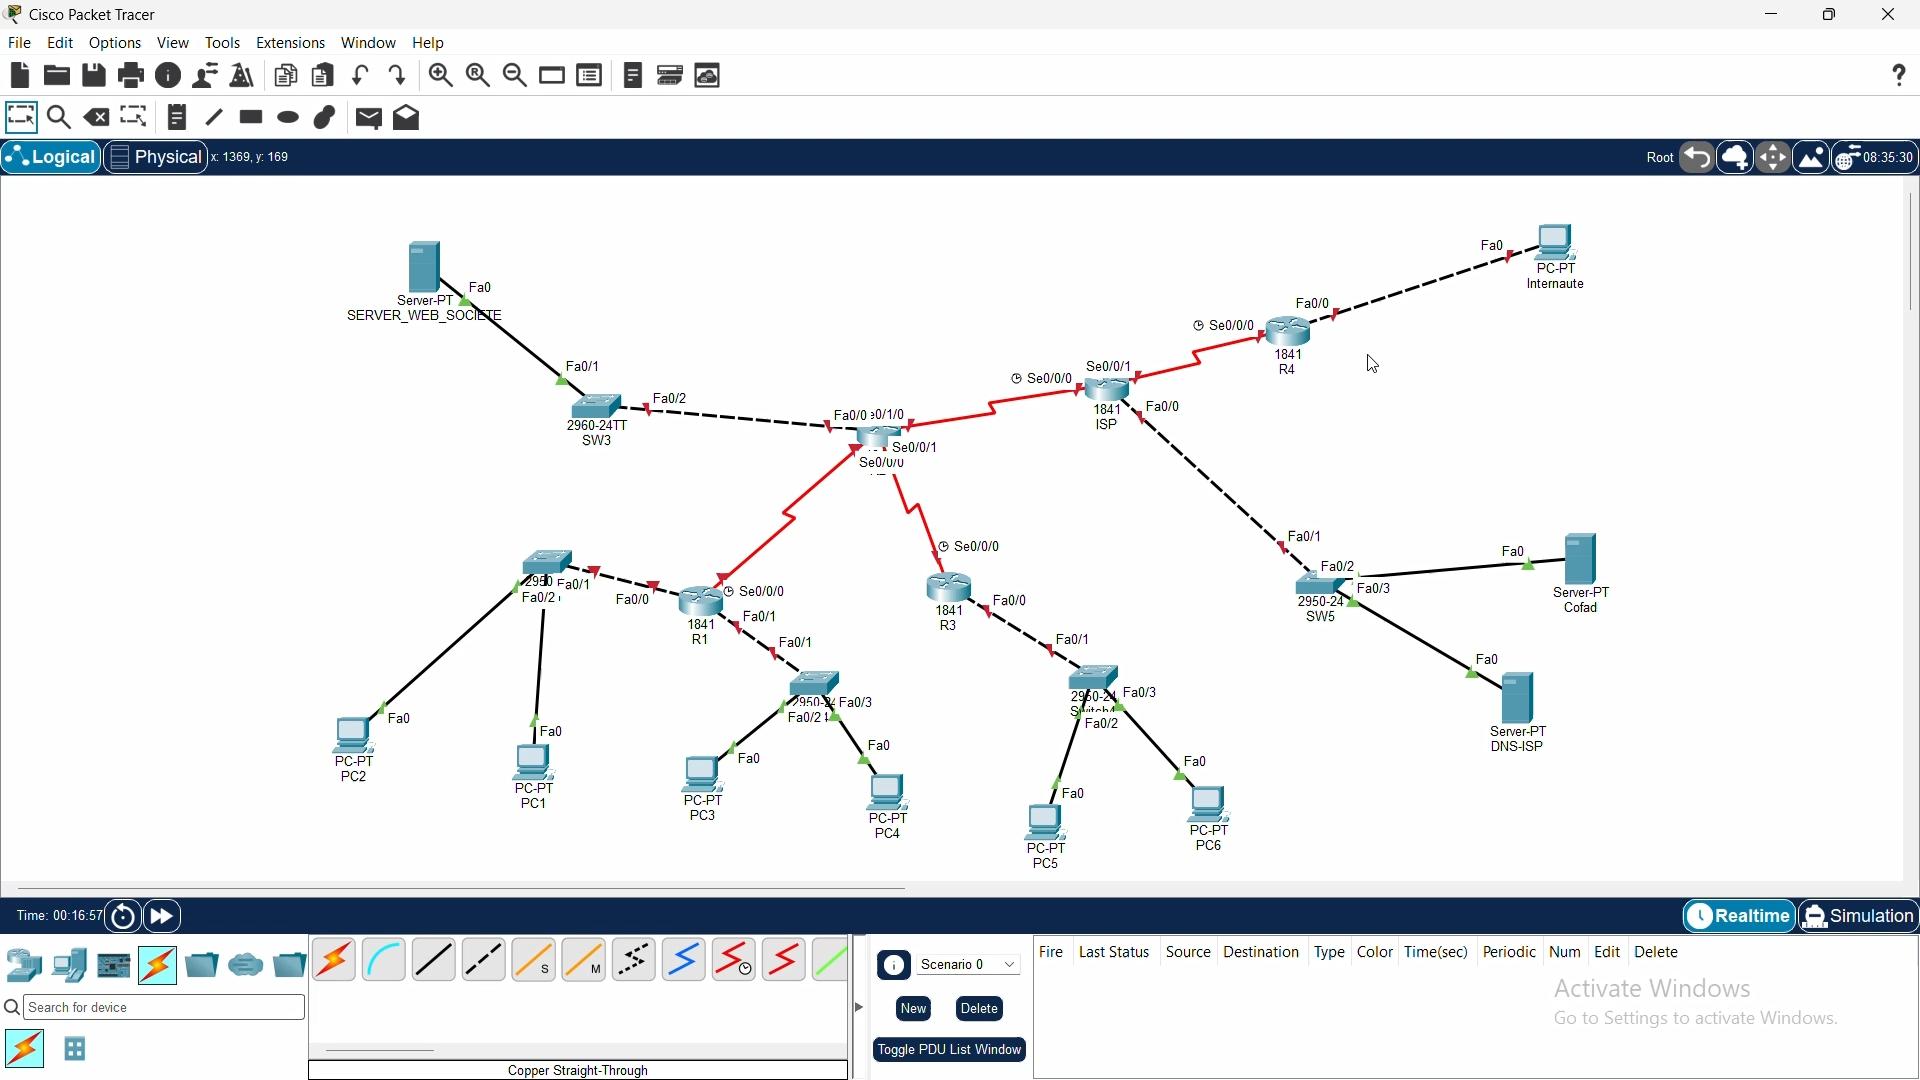 Cisco Packet Tracer
File Edit Options View Tools Extensions Window Help
?
Logical Physical x: 1369, y: 169 Root 08:35:30
Fa0
PC-PT
Internaute
Fa0
Server-PT
SERVER_WEB_SOCIETE
Fa0/0
Se0/0/0
1841
R4
Fa0/1
Se0/0/0
Se0/0/1
1841
ISP
Fa0/0
Fa0/2
2960-24TT
SW3
Fa0/0
Se0/0/1
Se0/0/0
Fa0/1
Fa0/2
Fa0/3
2950-24
SW5
Fa0
Server-PT
Cofad
Fa0
Server-PT
DNS-ISP
Se0/0/0
1841
R3
Fa0/0
Fa0/1
Fa0/3
Fa0/2
Fa0/1
Fa0/2
Fa0/0
Se0/0/0
Fa0/1
1841
R1
Fa0/1
Fa0/3
Fa0/2
Fa0
PC-PT
PC2
Fa0
PC-PT
PC1
Fa0
PC-PT
PC3
Fa0
PC-PT
PC4
Fa0
PC-PT
PC5
Fa0
PC-PT
PC6
Time: 00:16:57 Realtime Simulation
S M
Scenario 0
Fire Last Status Source Destination Type Color Time(sec) Periodic Num Edit Delete
Search for device
New Delete
Toggle PDU List Window
Copper Straight-Through
Activate Windows
Go to Settings to activate Windows.